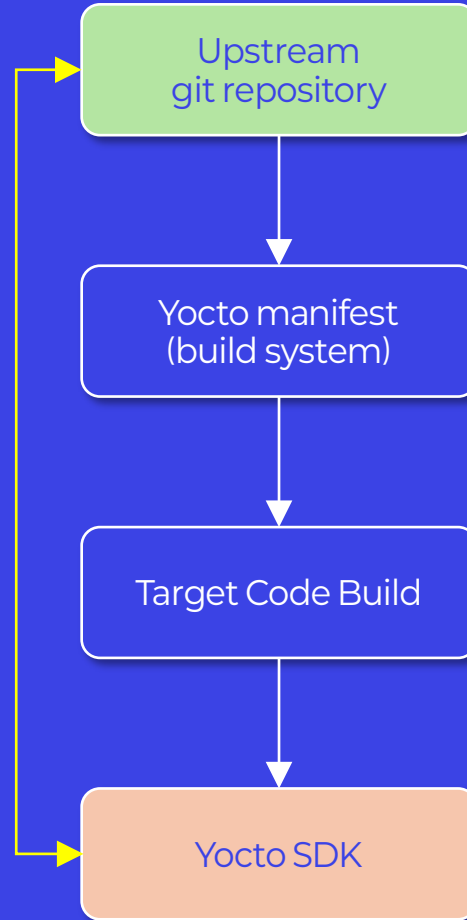 Upstream
git repository
Yocto manifest
(build system)
Target Code Build
Yocto SDK